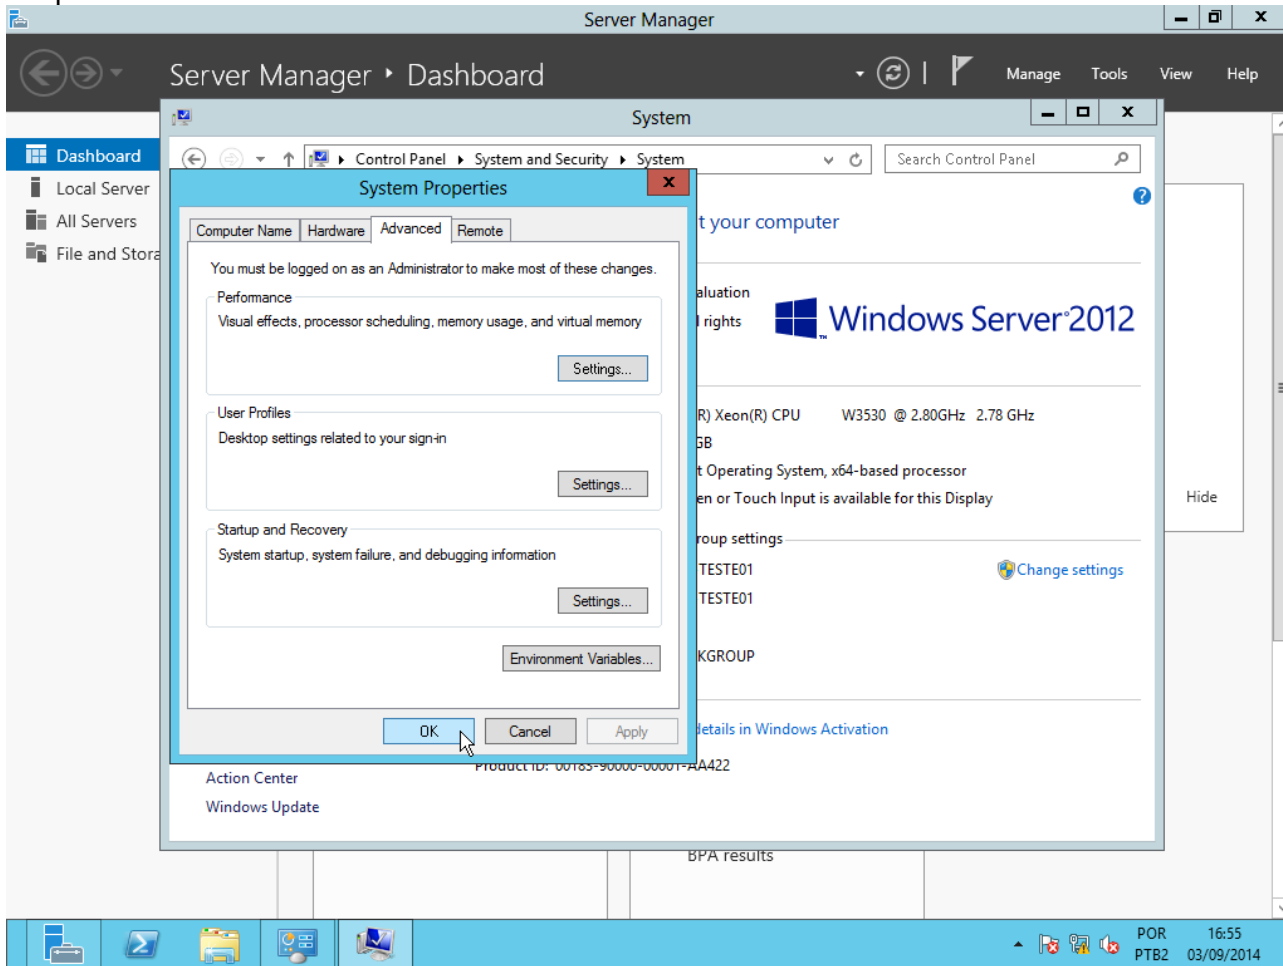 Server Manager
Server Manager • Dashboard
Manage Tools View Help
System
Dashboard
Local Server
All Servers
File and Stora
Control Panel System and Security System
Search Control Panel
System Properties
Computer Name Hardware Advanced Remote
You must be logged on as an Administrator to make most of these changes.
Performance
Visual effects, processor scheduling, memory usage, and virtual memory
Settings...
User Profiles
Desktop settings related to your sign-in
Settings...
Startup and Recovery
System startup, system failure, and debugging information
Settings...
Environment Variables...
OK Cancel Apply
t your computer
aluation
l rights
Windows Server 2012
R) Xeon(R) CPU W3530 @ 2.80GHz 2.78 GHz
GB
t Operating System, x64-based processor
en or Touch Input is available for this Display
Hide
roup settings
TESTE01
Change settings
TESTE01
KGROUP
details in Windows Activation
Product ID: 00183-90000-00001-AA422
Action Center
Windows Update
BPA results
POR 16:55
PTB2 03/09/2014